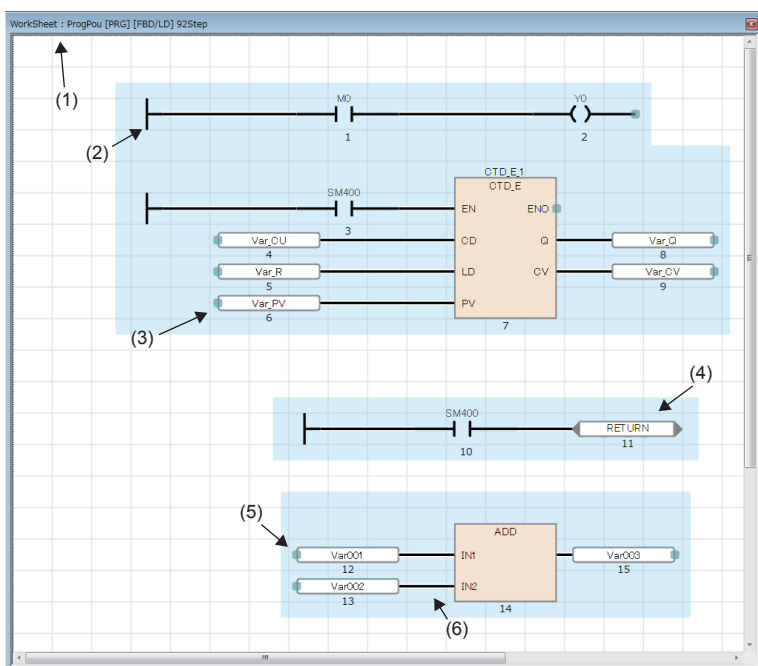 WorkSheet : ProgPou [PRG] [FBD/LD] 92Step
(1)
M0 Y0
(2)
1 2
CTD_E_1
SM400 CTD_E
EN ENO
3
Var_CU CD Q Var_Q
4 8
Var_R LD CV Var_CV
5 9
Var_PV PV
6
(3) 7
(4)
SM400
RETURN
10 11
(5)
ADD
Var001 IN1 Var003
12 15
Var002 IN2
13 14
(6)